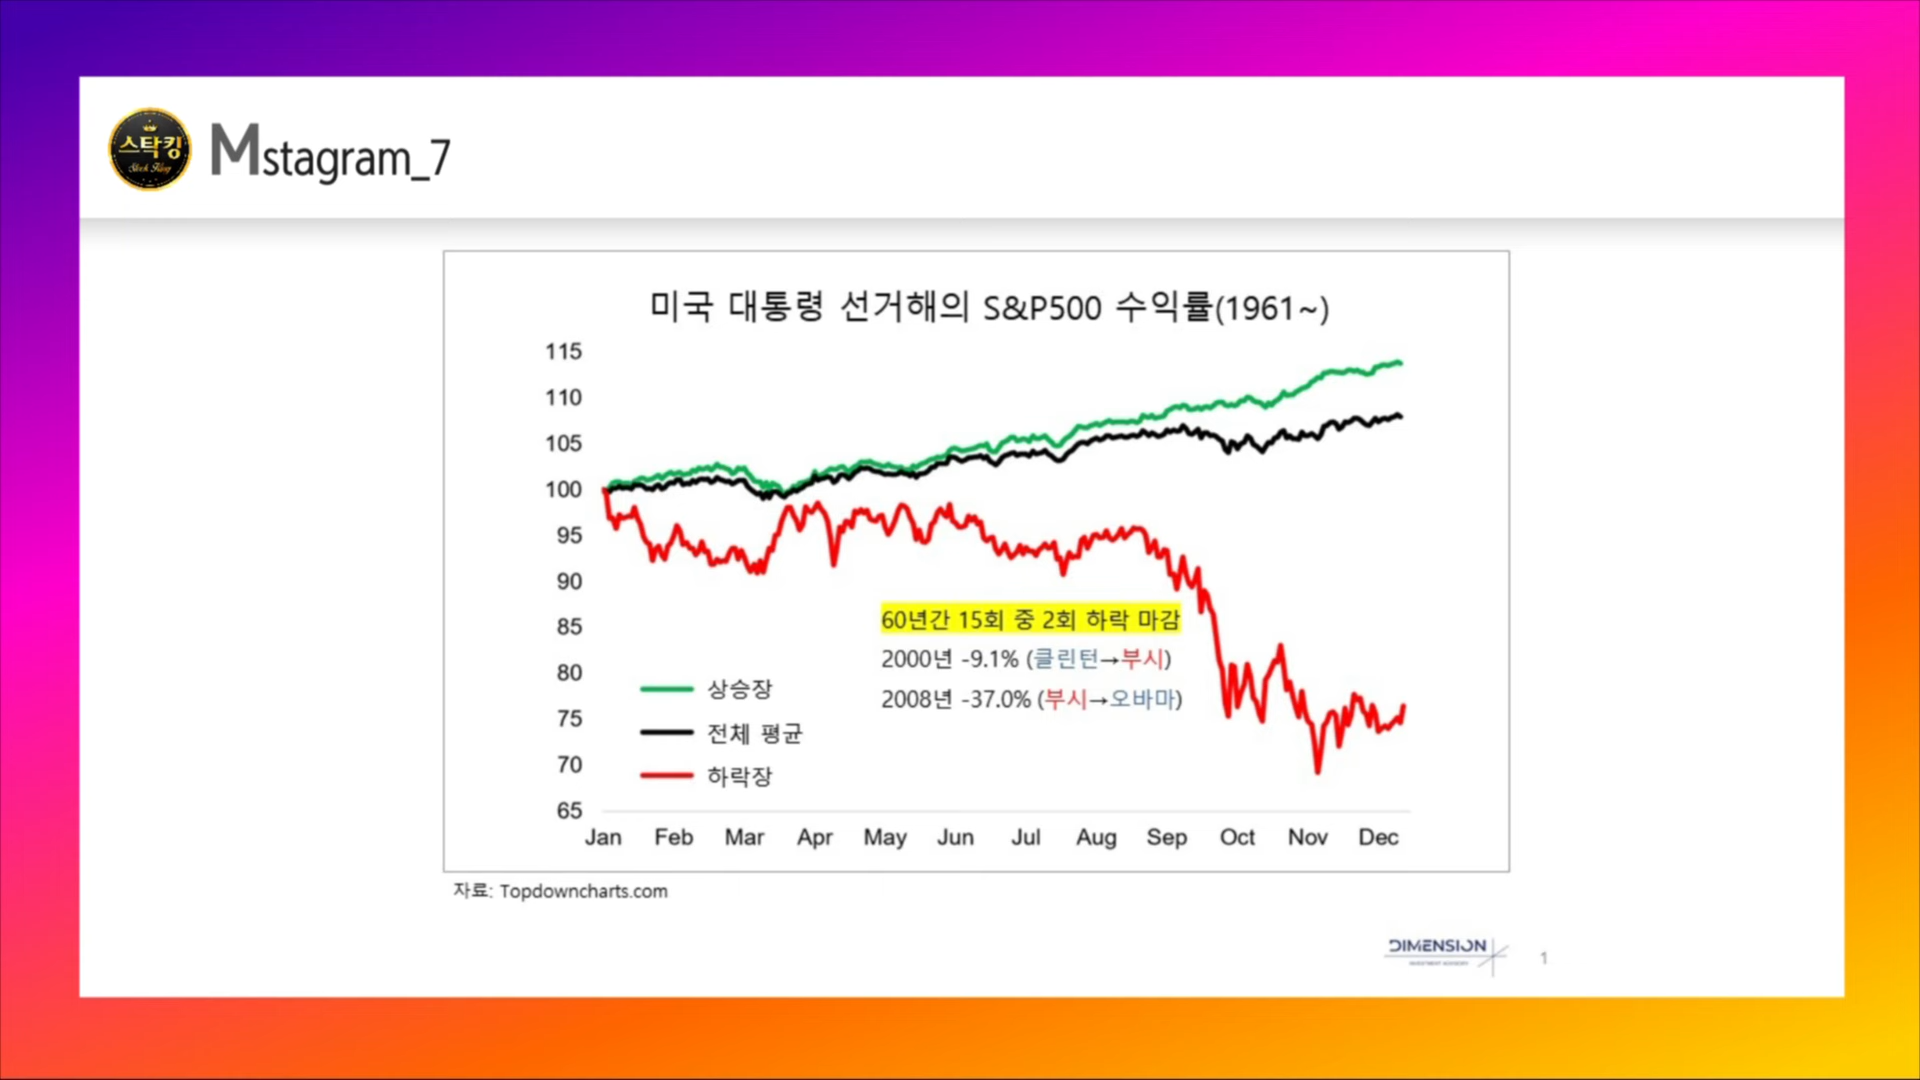 스탁킹
Stock King
Mstagram_7
미국 대통령 선거해의 S&P500 수익률(1961~)
115
110
105
100
95
90
85
80
75
70
65
60년간 15회 중 2회 하락 마감
2000년 -9.1% (클린턴→부시)
2008년 -37.0% (부시→오바마)
상승장
전체 평균
하락장
Jan Feb Mar Apr May Jun Jul Aug Sep Oct Nov Dec
자료: Topdowncharts.com
DIMENSION
INVESTMENT ADVISORY
1